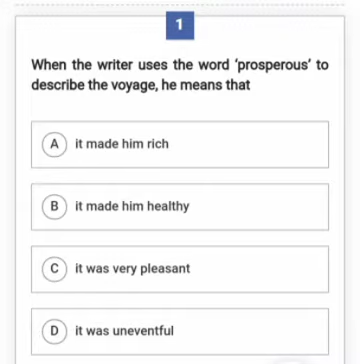 1
When the writer uses the word ‘prosperous’ to
describe the voyage, he means that
A it made him rich
B it made him healthy
C it was very pleasant
D it was uneventful